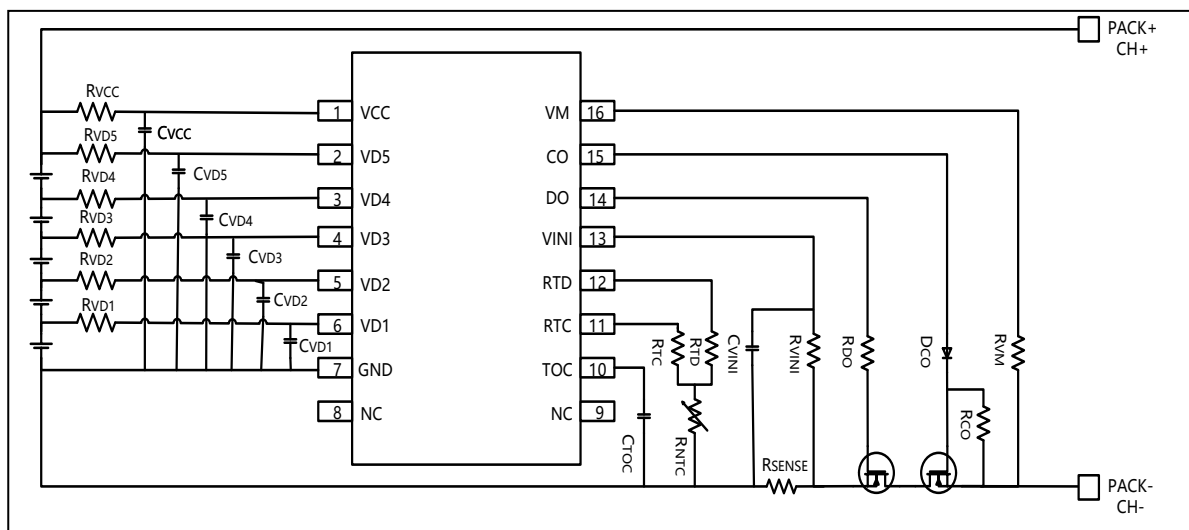 PACK+
CH+
RVCC
CVCC
RVD5
CVD5
RVD4
CVD4
RVD3
CVD3
RVD2
CVD2
RVD1
CVD1
1 VCC
2 VD5
3 VD4
4 VD3
5 VD2
6 VD1
7 GND
8 NC
VM 16
CO 15
DO 14
VINI 13
RTD 12
RTC 11
TOC 10
NC 9
CTOC
RTC
RTD
RNTC
CVINI
RVINI
RSENSE
RDO
DCO
RCO
RVM
PACK-
CH-